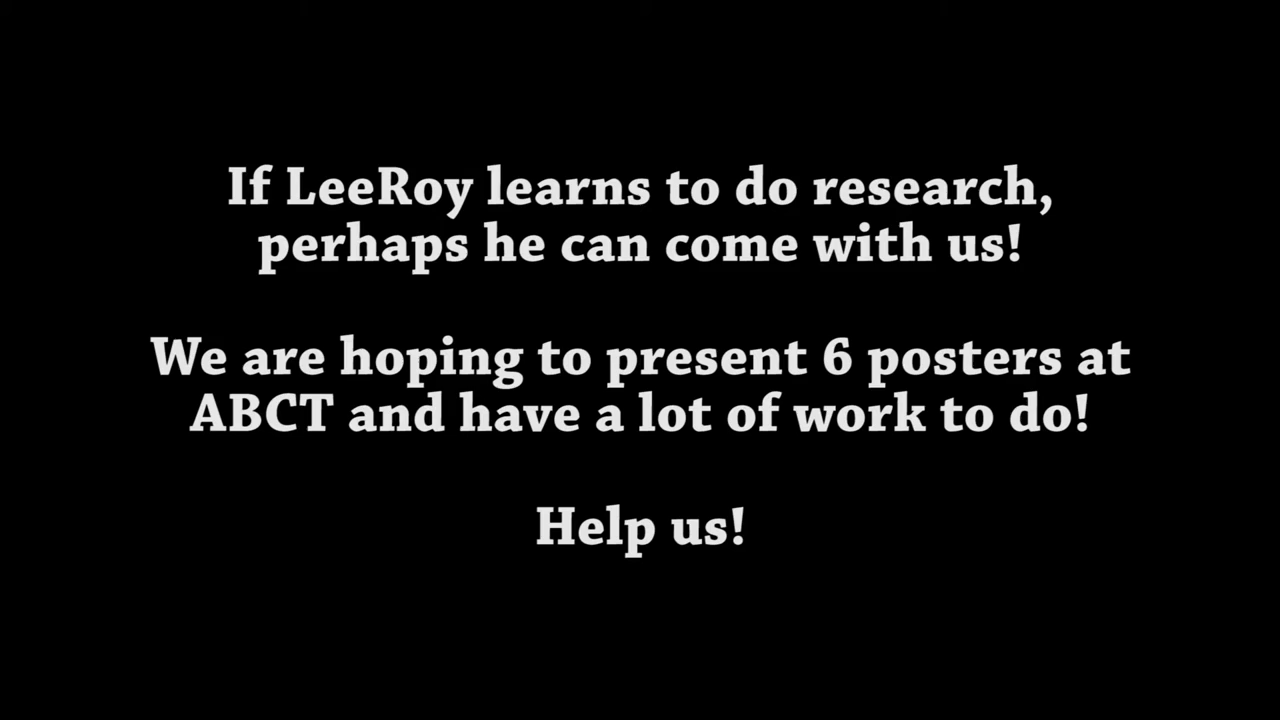 If LeeRoy learns to do research,
perhaps he can come with us!
We are hoping to present 6 posters at
ABCT and have a lot of work to do!
Help us!